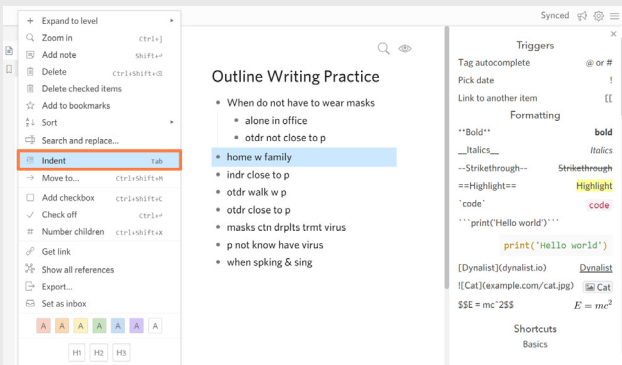 Expand to level
Zoom in Ctrl+]
Add note Shift+↵
Delete Ctrl+Shift+⌫
Delete checked items
Add to bookmarks
Sort
Search and replace...
Indent Tab
Move to... Ctrl+Shift+M
Add checkbox Ctrl+Shift+C
Check off Ctrl+↵
Number children Ctrl+Shift+X
Get link
Show all references
Export...
Set as inbox
A A A A A A A
H1 H2 H3
Outline Writing Practice
When do not have to wear masks
alone in office
otdr not close to p
home w family
indr close to p
otdr walk w p
otdr close to p
masks ctn drplts trmt virus
p not know have virus
when spking & sing
Synced
Triggers
Tag autocomplete @ or #
Pick date !
Link to another item [[
Formatting
**Bold** bold
__Italics__ Italics
--Strikethrough-- Strikethrough
==Highlight== Highlight
`code` code
```print('Hello world')```
print('Hello world')
[Dynalist](dynalist.io) Dynalist
![Cat](example.com/cat.jpg) Cat
$$E = mc^2$$ E = mc²
Shortcuts
Basics